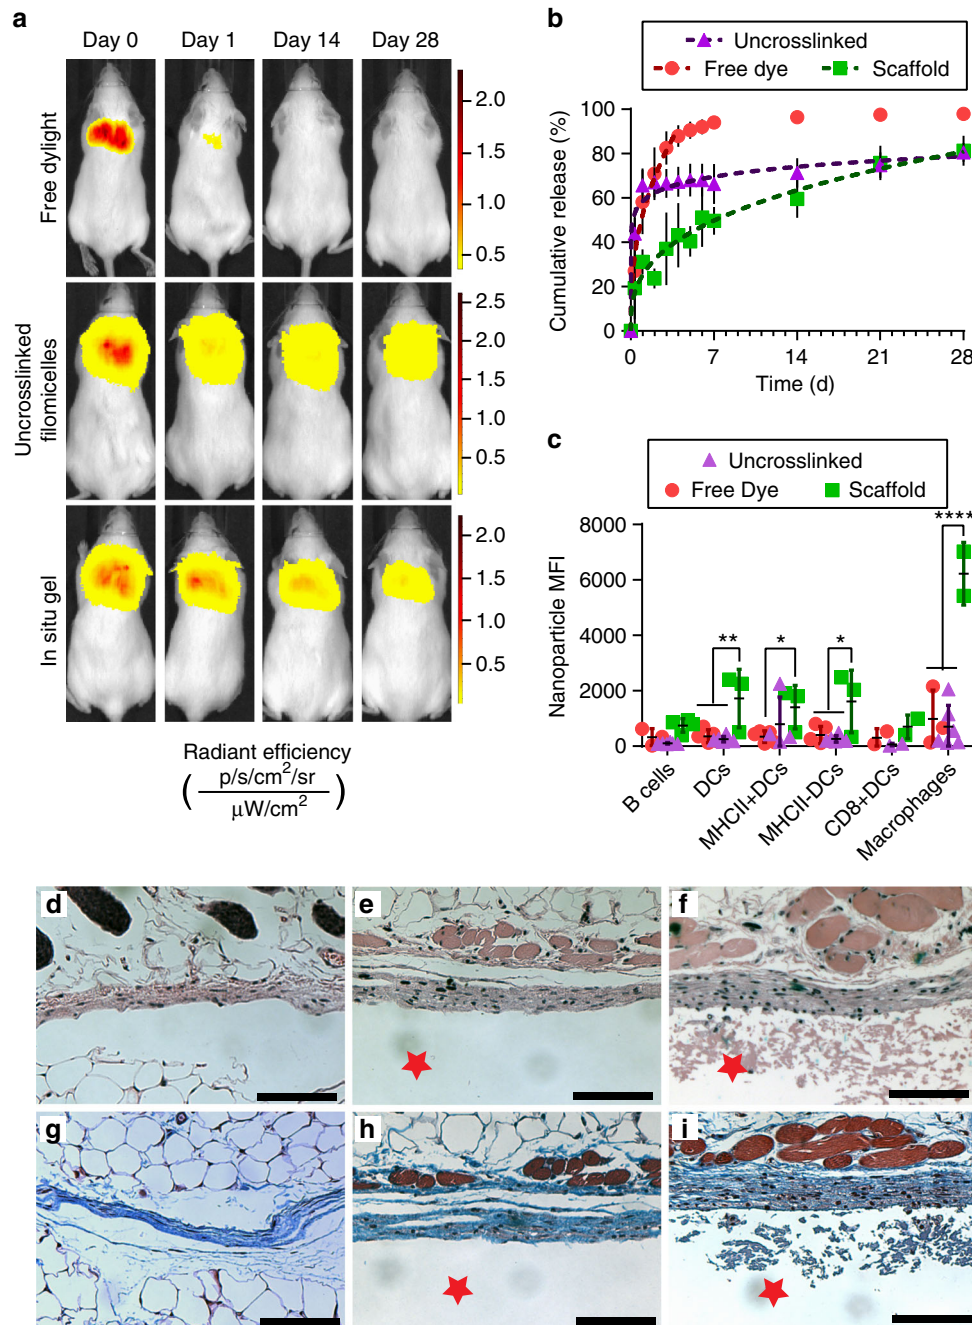 a
Day 0 Day 1 Day 14 Day 28
Free dylight
2.0
1.5
1.0
0.5
Uncrosslinked
filomicelles
2.5
2.0
1.5
1.0
0.5
In situ gel
2.0
1.5
1.0
0.5
Radiant efficiency
( p/s/cm²/sr / µW/cm² )
b
Uncrosslinked
Free dye Scaffold
Cumulative release (%)
100
80
60
40
20
0
0 7 14 21 28
Time (d)
c
Uncrosslinked
Free Dye Scaffold
Nanoparticle MFI
8000
6000
4000
2000
0
** * * ****
B cells
DCs
MHCII+DCs
MHCII-DCs
CD8+DCs
Macrophages
d e f
g h i